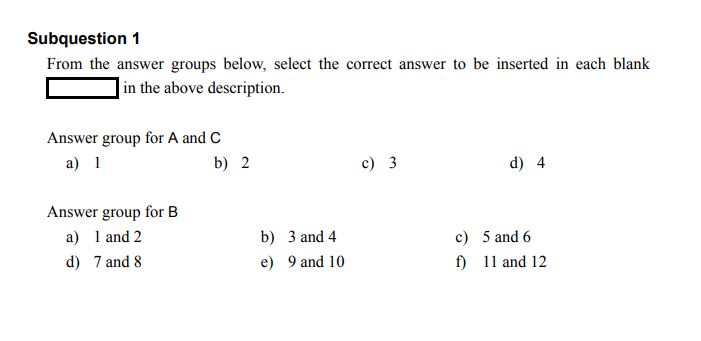 Subquestion 1
From the answer groups below, select the correct answer to be inserted in each blank
in the above description.
Answer group for A and C
a) 1 b) 2 c) 3 d) 4
Answer group for B
a) 1 and 2 b) 3 and 4 c) 5 and 6
d) 7 and 8 e) 9 and 10 f) 11 and 12